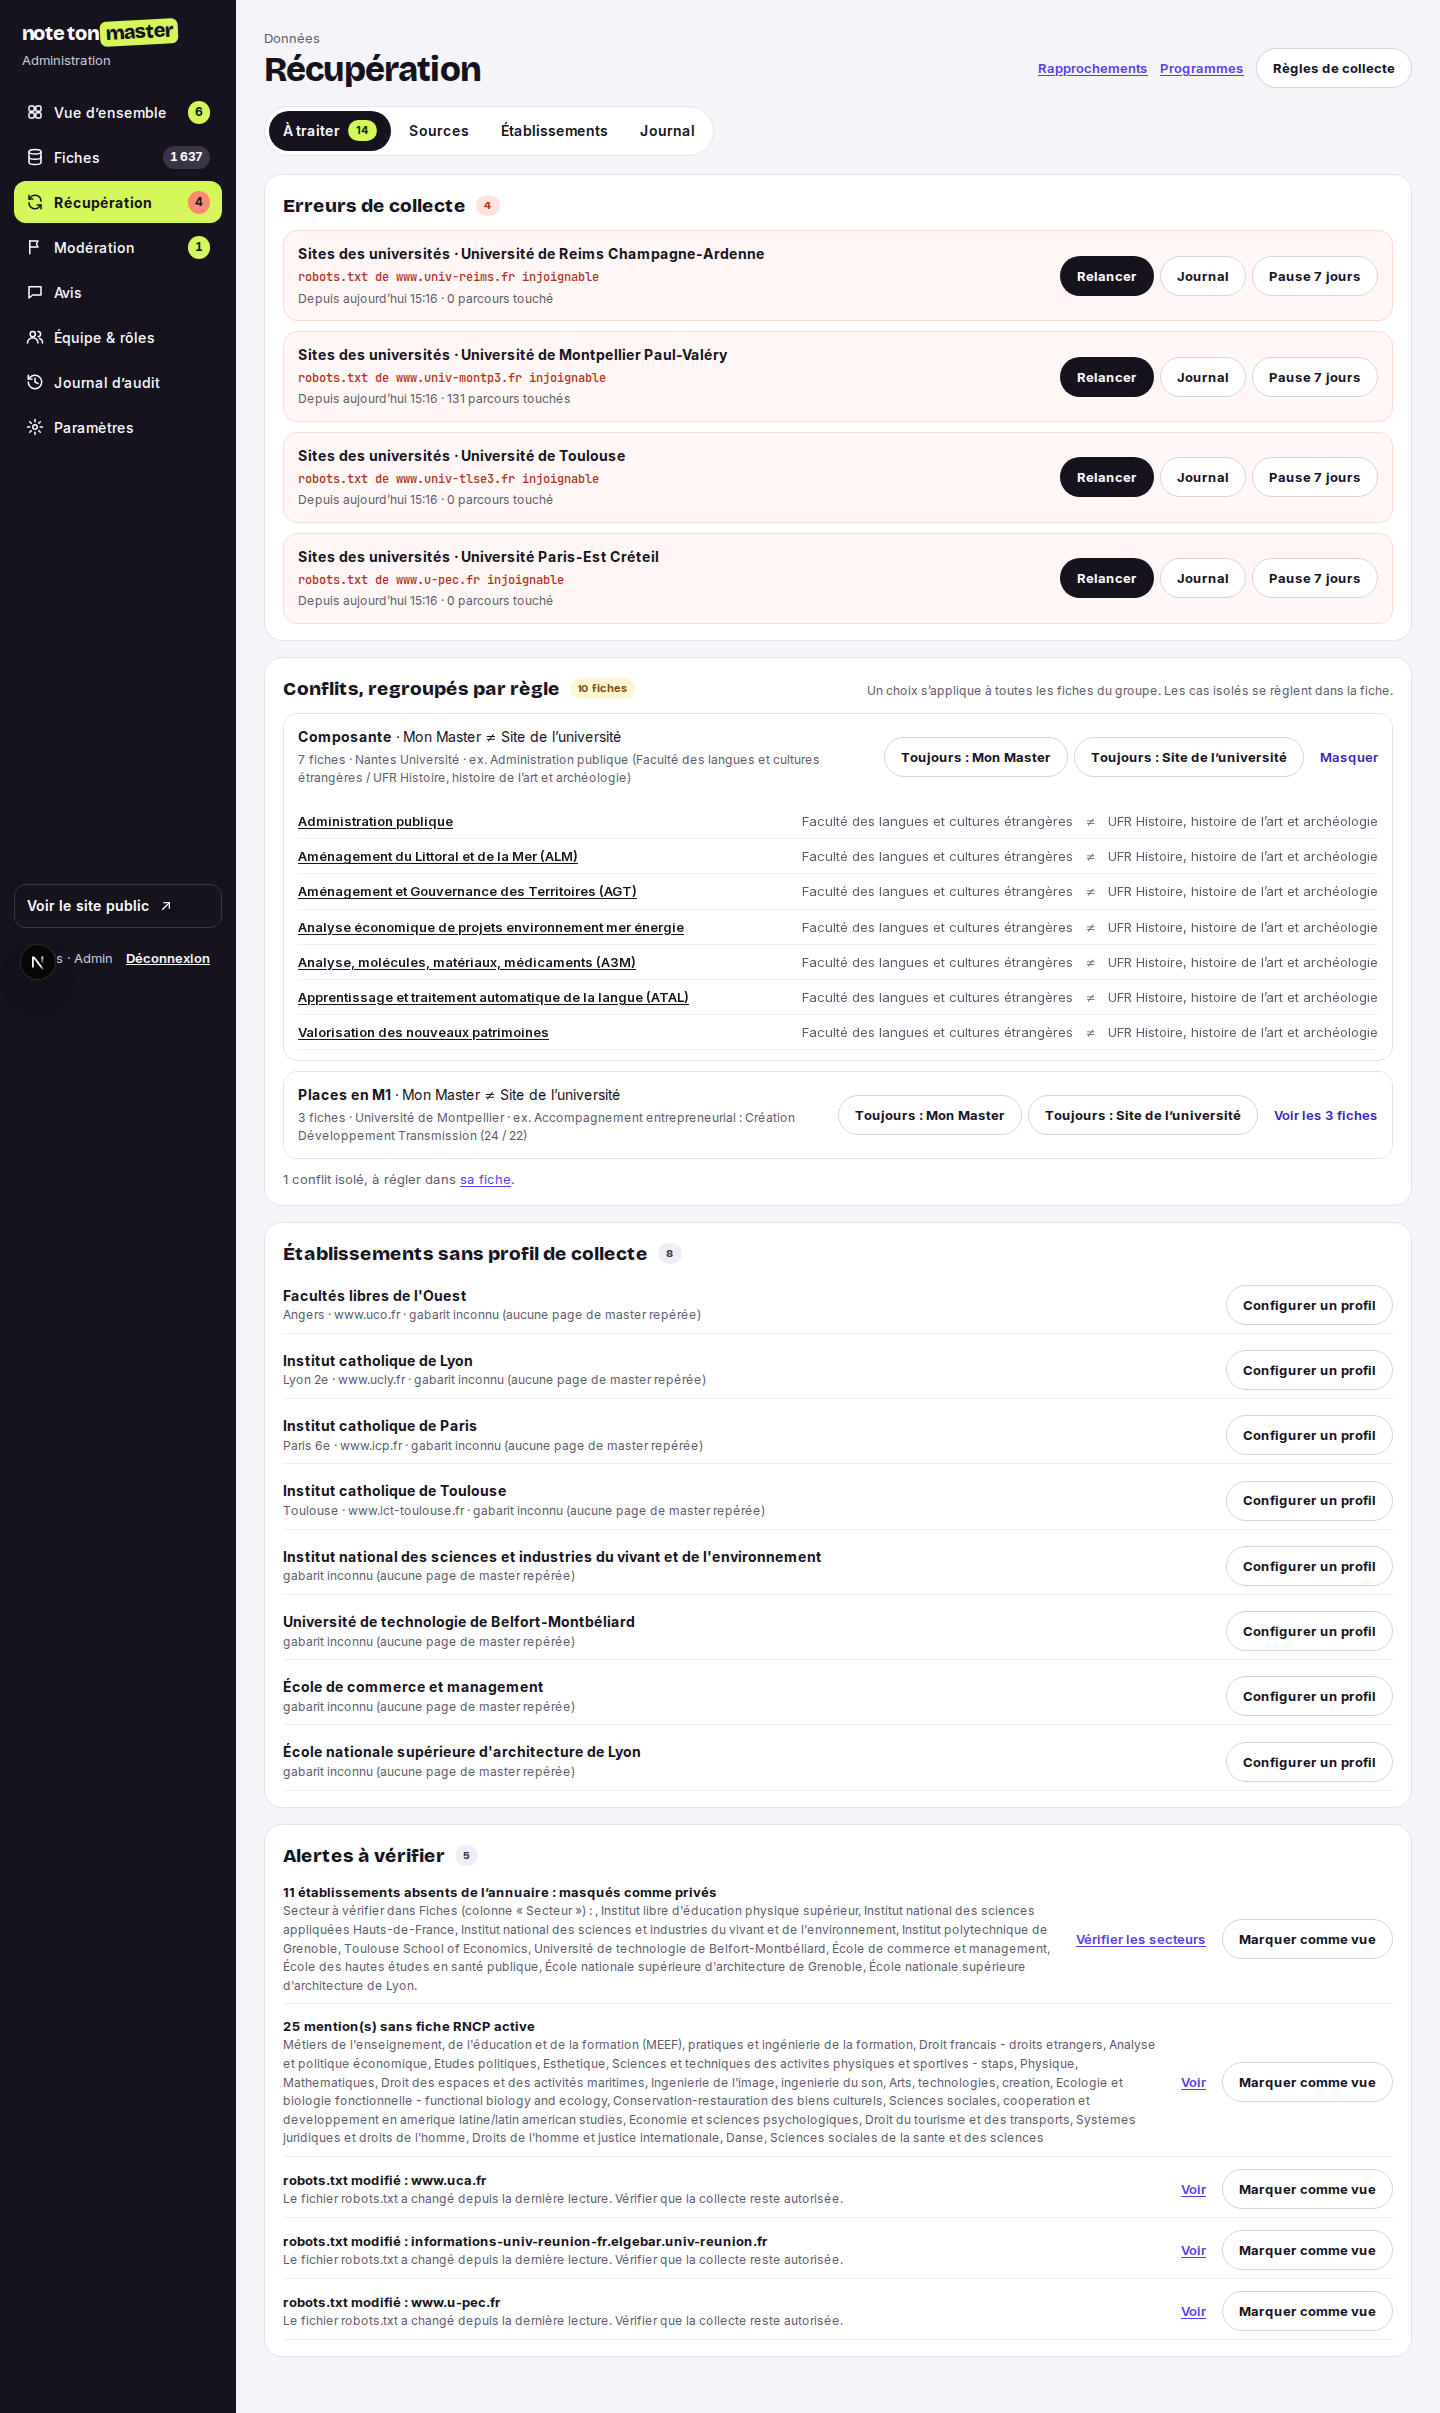 note ton master
Administration
Vue d’ensemble 6
Fiches 1 637
Récupération 4
Modération 1
Avis
Équipe & rôles
Journal d’audit
Paramètres
Voir le site public
s · Admin Déconnexion
Données
Récupération
Rapprochements Programmes Règles de collecte
À traiter 14 Sources Établissements Journal
Erreurs de collecte 4
Sites des universités · Université de Reims Champagne-Ardenne
robots.txt de www.univ-reims.fr injoignable
Depuis aujourd’hui 15:16 · 0 parcours touché
Relancer Journal Pause 7 jours
Sites des universités · Université de Montpellier Paul-Valéry
robots.txt de www.univ-montp3.fr injoignable
Depuis aujourd’hui 15:16 · 131 parcours touchés
Relancer Journal Pause 7 jours
Sites des universités · Université de Toulouse
robots.txt de www.univ-tlse3.fr injoignable
Depuis aujourd’hui 15:16 · 0 parcours touché
Relancer Journal Pause 7 jours
Sites des universités · Université Paris-Est Créteil
robots.txt de www.u-pec.fr injoignable
Depuis aujourd’hui 15:16 · 0 parcours touché
Relancer Journal Pause 7 jours
Conflits, regroupés par règle 10 fiches
Un choix s’applique à toutes les fiches du groupe. Les cas isolés se règlent dans la fiche.
Composante · Mon Master ≠ Site de l’université
7 fiches · Nantes Université · ex. Administration publique (Faculté des langues et cultures
étrangères / UFR Histoire, histoire de l’art et archéologie)
Toujours : Mon Master Toujours : Site de l’université Masquer
Administration publique Faculté des langues et cultures étrangères ≠ UFR Histoire, histoire de l’art et archéologie
Aménagement du Littoral et de la Mer (ALM) Faculté des langues et cultures étrangères ≠ UFR Histoire, histoire de l’art et archéologie
Aménagement et Gouvernance des Territoires (AGT) Faculté des langues et cultures étrangères ≠ UFR Histoire, histoire de l’art et archéologie
Analyse économique de projets environnement mer énergie Faculté des langues et cultures étrangères ≠ UFR Histoire, histoire de l’art et archéologie
Analyse, molécules, matériaux, médicaments (A3M) Faculté des langues et cultures étrangères ≠ UFR Histoire, histoire de l’art et archéologie
Apprentissage et traitement automatique de la langue (ATAL) Faculté des langues et cultures étrangères ≠ UFR Histoire, histoire de l’art et archéologie
Valorisation des nouveaux patrimoines Faculté des langues et cultures étrangères ≠ UFR Histoire, histoire de l’art et archéologie
Places en M1 · Mon Master ≠ Site de l’université
3 fiches · Université de Montpellier · ex. Accompagnement entrepreneurial : Création
Développement Transmission (24 / 22)
Toujours : Mon Master Toujours : Site de l’université Voir les 3 fiches
1 conflit isolé, à régler dans sa fiche.
Établissements sans profil de collecte 8
Facultés libres de l'Ouest
Angers · www.uco.fr · gabarit inconnu (aucune page de master repérée)
Configurer un profil
Institut catholique de Lyon
Lyon 2e · www.ucly.fr · gabarit inconnu (aucune page de master repérée)
Configurer un profil
Institut catholique de Paris
Paris 6e · www.icp.fr · gabarit inconnu (aucune page de master repérée)
Configurer un profil
Institut catholique de Toulouse
Toulouse · www.ict-toulouse.fr · gabarit inconnu (aucune page de master repérée)
Configurer un profil
Institut national des sciences et industries du vivant et de l'environnement
gabarit inconnu (aucune page de master repérée)
Configurer un profil
Université de technologie de Belfort-Montbéliard
gabarit inconnu (aucune page de master repérée)
Configurer un profil
École de commerce et management
gabarit inconnu (aucune page de master repérée)
Configurer un profil
École nationale supérieure d'architecture de Lyon
gabarit inconnu (aucune page de master repérée)
Configurer un profil
Alertes à vérifier 5
11 établissements absents de l’annuaire : masqués comme privés
Secteur à vérifier dans Fiches (colonne « Secteur ») : , Institut libre d'éducation physique supérieur, Institut national des sciences
appliquées Hauts-de-France, Institut national des sciences et industries du vivant et de l'environnement, Institut polytechnique de
Grenoble, Toulouse School of Economics, Université de technologie de Belfort-Montbéliard, École de commerce et management,
École des hautes études en santé publique, École nationale supérieure d'architecture de Grenoble, École nationale supérieure
d'architecture de Lyon.
Vérifier les secteurs Marquer comme vue
25 mention(s) sans fiche RNCP active
Métiers de l'enseignement, de l'éducation et de la formation (MEEF), pratiques et ingénierie de la formation, Droit francais - droits etrangers, Analyse
et politique économique, Etudes politiques, Esthetique, Sciences et techniques des activites physiques et sportives - staps, Physique,
Mathematiques, Droit des espaces et des activités maritimes, Ingenierie de l'image, ingenierie du son, Arts, technologies, creation, Ecologie et
biologie fonctionnelle - functional biology and ecology, Conservation-restauration des biens culturels, Sciences sociales, cooperation et
developpement en amerique latine/latin american studies, Economie et sciences psychologiques, Droit du tourisme et des transports, Systemes
juridiques et droits de l'homme, Droits de l'homme et justice internationale, Danse, Sciences sociales de la sante et des sciences
Voir Marquer comme vue
robots.txt modifié : www.uca.fr
Le fichier robots.txt a changé depuis la dernière lecture. Vérifier que la collecte reste autorisée.
Voir Marquer comme vue
robots.txt modifié : informations-univ-reunion-fr.elgebar.univ-reunion.fr
Le fichier robots.txt a changé depuis la dernière lecture. Vérifier que la collecte reste autorisée.
Voir Marquer comme vue
robots.txt modifié : www.u-pec.fr
Le fichier robots.txt a changé depuis la dernière lecture. Vérifier que la collecte reste autorisée.
Voir Marquer comme vue